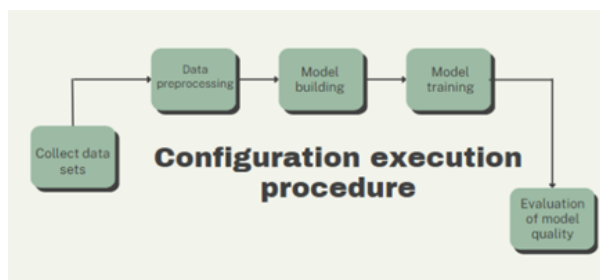 Data
preprocessing
Model
building
Model
training
Collect data
sets
Configuration execution
procedure
Evaluation
of model
quality